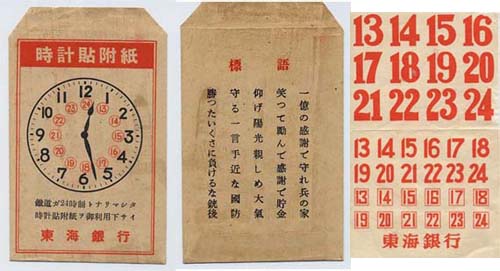 時計貼附紙
12
1
2
3
4
5
6
7
8
9
10
11
24
13
14
15
16
17
18
19
20
21
22
23
鐵道ガ24時制トナリマシタ
時計貼附紙ヲ御利用下サイ
東海銀行
標語
一億の感謝で守れ兵の家
笑つて勵んで感謝で貯金
仰げ陽光親しめ大氣
守る一言手近な國防
勝つたいくさに負けるな銃後
13 14 15 16
17 18 19 20
21 22 23 24
13 14 15 16 17 18
19 20 21 22 23 24
13 14 15 16 17 18
19 20 21 22 23 24
東海銀行